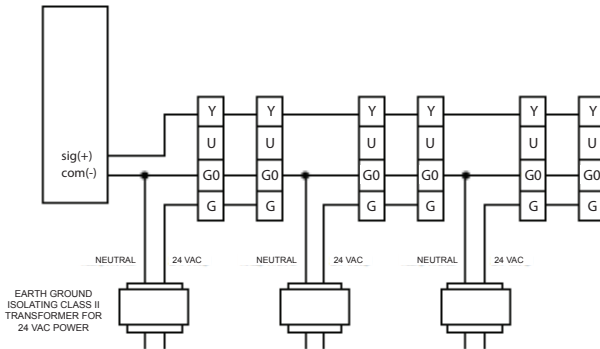 Y Y Y Y Y Y
U U U U U U
sig(+)
com(-) G0 G0 G0 G0 G0 G0
G G G G G G
NEUTRAL 24 VAC NEUTRAL 24 VAC NEUTRAL 24 VAC
EARTH GROUND
ISOLATING CLASS II
TRANSFORMER FOR
24 VAC POWER